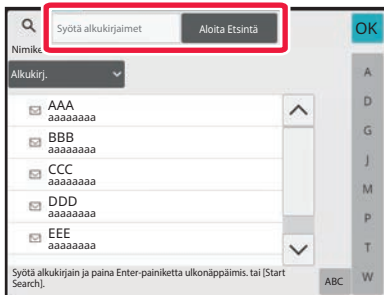 Syötä alkukirjaimet
Aloita Etsintä
OK
Nimike
Alkukirj.
AAA
aaaaaaaa
BBB
aaaaaaaa
CCC
aaaaaaaa
DDD
aaaaaaaa
EEE
aaaaaaaa
A
D
G
J
M
P
T
W
Syötä alkukirjain ja paina Enter-painiketta ulkonäppäimis. tai [Start
Search].
ABC